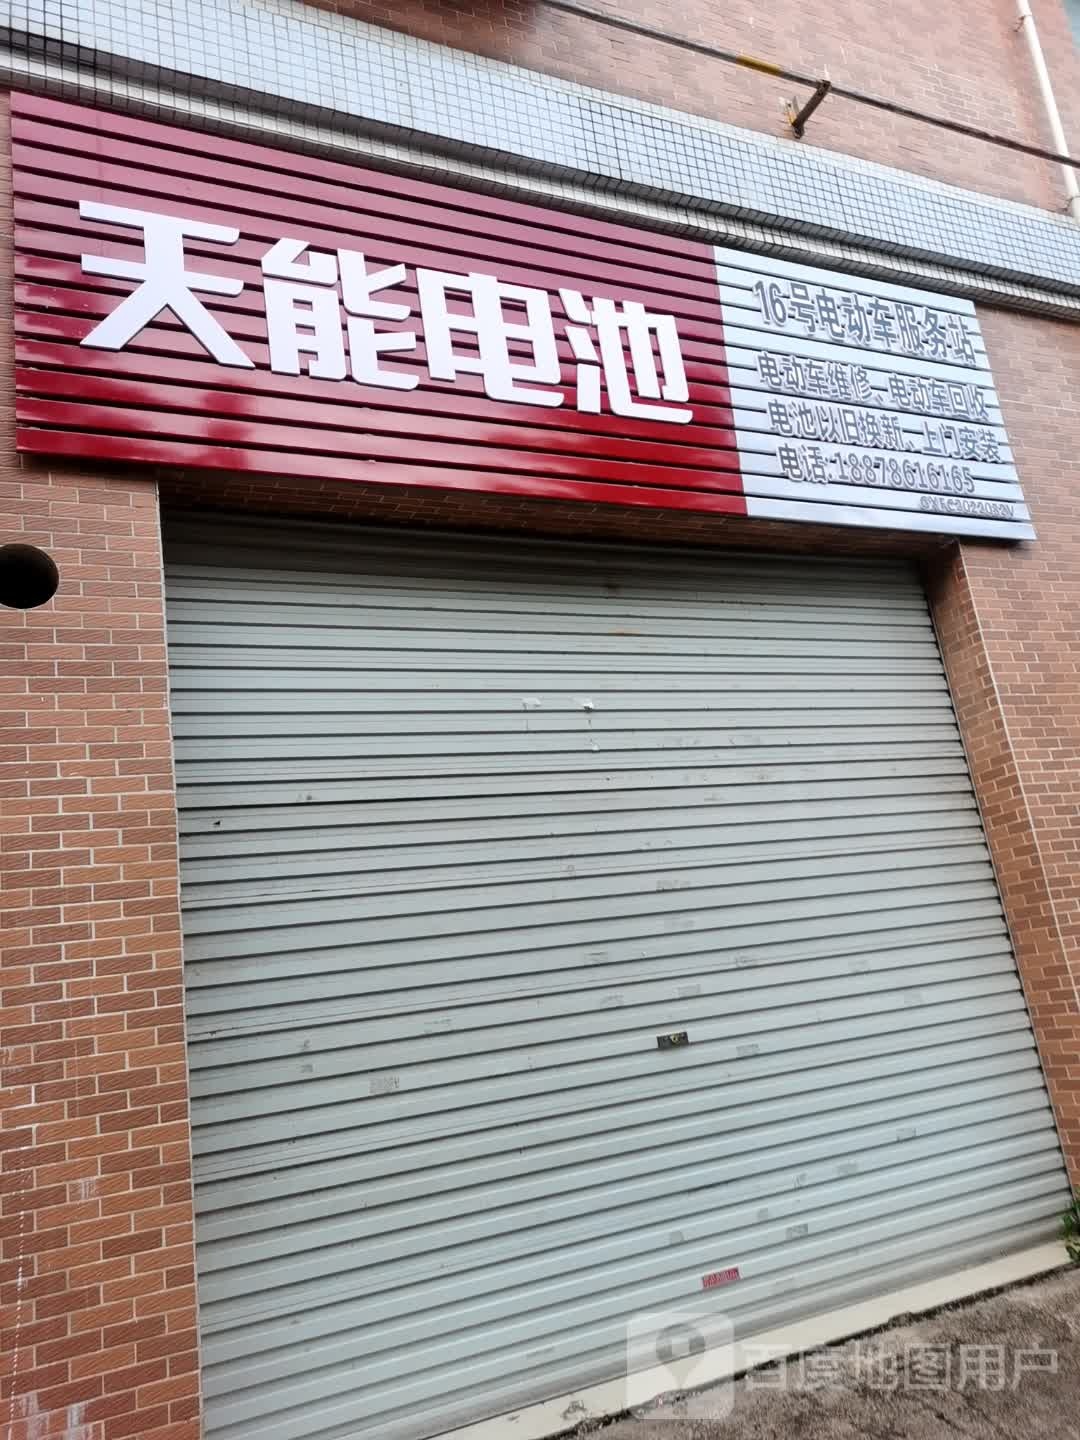 天能电池
16号电动车服务站
电动车维修、电动车回收
电池以旧换新、上门安装
电话:18878616165
百度地图用户